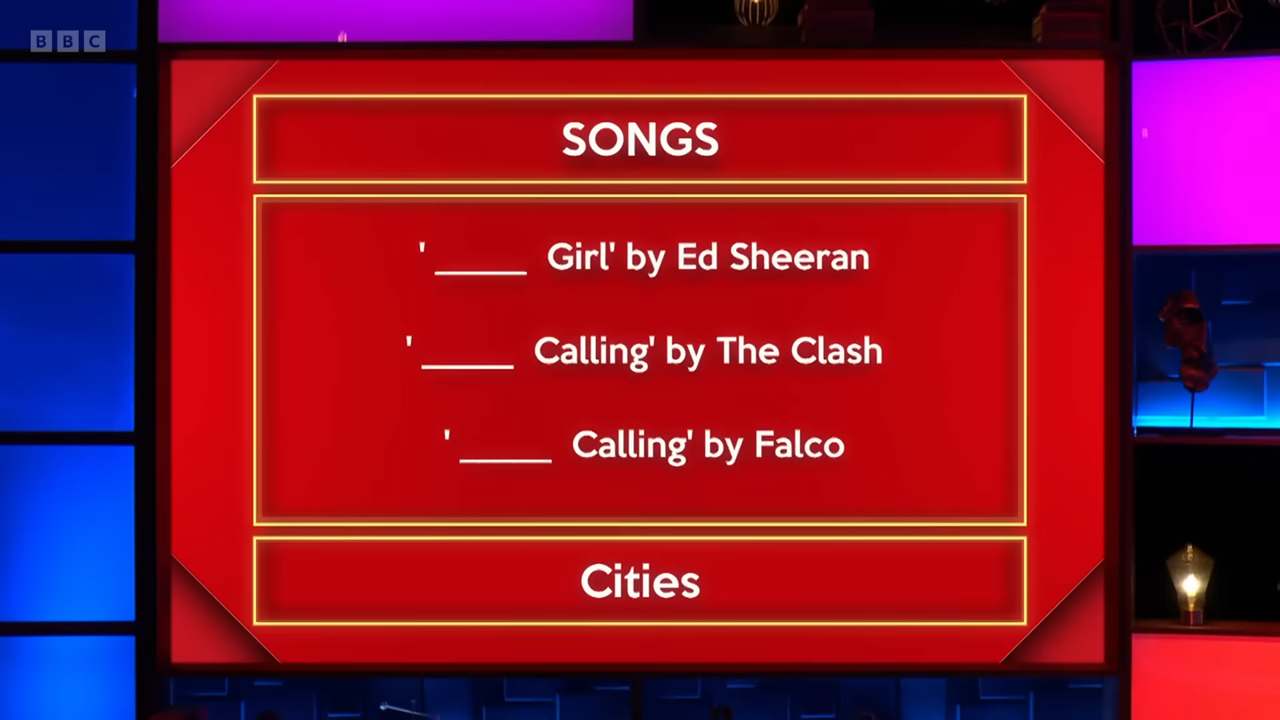 BBC
SONGS
'_____ Girl' by Ed Sheeran
'_____ Calling' by The Clash
'_____ Calling' by Falco
Cities